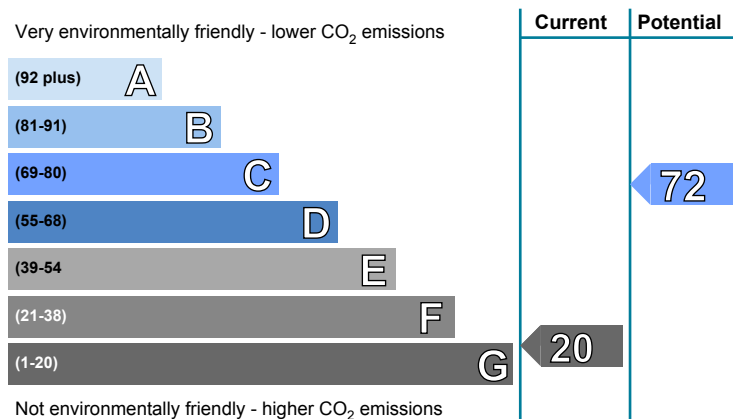 Current Potential
Very environmentally friendly - lower CO₂ emissions
(92 plus) A
(81-91) B
(69-80) C
72
(55-68) D
(39-54 E
(21-38) F
20
(1-20) G
Not environmentally friendly - higher CO₂ emissions